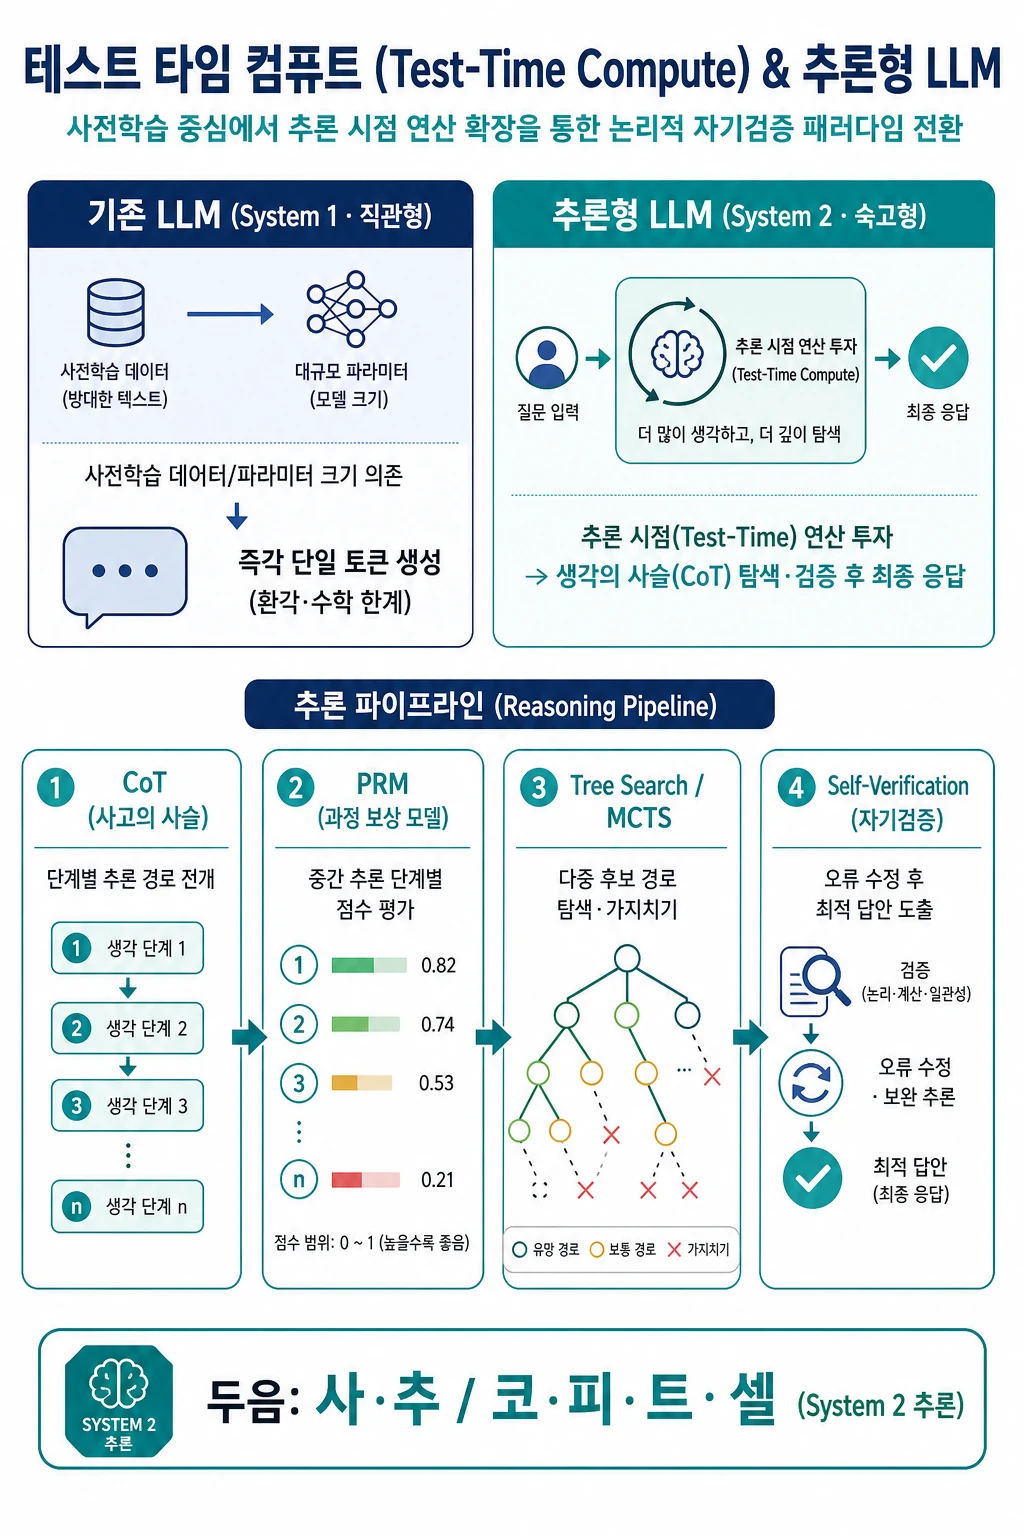 테스트 타임 컴퓨트 (Test-Time Compute) & 추론형 LLM
사전학습 중심에서 추론 시점 연산 확장을 통한 논리적 자기검증 패러다임 전환
기존 LLM (System 1 · 직관형)
사전학습 데이터
(방대한 텍스트)
대규모 파라미터
(모델 크기)
사전학습 데어터/파라미터 크기 의존
즉각 단일 토큰 생성
(환각·수학 한계)
추론형 LLM (System 2 · 숙고형)
질문 입력
추론 시점 연산 투자
(Test-Time Compute)
더 많이 생각하고, 더 깊이 탐색
최종 응답
추론 시점(Test-Time) 연산 투자
→ 생각의 사슬(CoT) 탐색·검증 후 최종 응답
추론 파이프라인 (Reasoning Pipeline)
1 CoT
(사고의 사슬)
단계별 추론 경로 전개
1 생각 단계 1
2 생각 단계 2
3 생각 단계 3
⋮
n 생각 단계 n
2 PRM
(과정 보상 모델)
중간 추론 단계별
점수 평가
1 0.82
2 0.74
3 0.53
⋮
n 0.21
점수 범위: 0 ~ 1 (높을수록 좋음)
3 Tree Search /
MCTS
다중 후보 경로
탐색·가지치기
...
유망 경로 보통 경로 가지치기
4 Self-Verification
(자기검증)
오류 수정 후
최적 답안 도출
검증
(논리·계산·일관성)
오류 수정
· 보완 추론
최적 답안
(최종 응답)
SYSTEM 2
추론
두음: 사·추 / 코·피·트·셀 (System 2 추론)